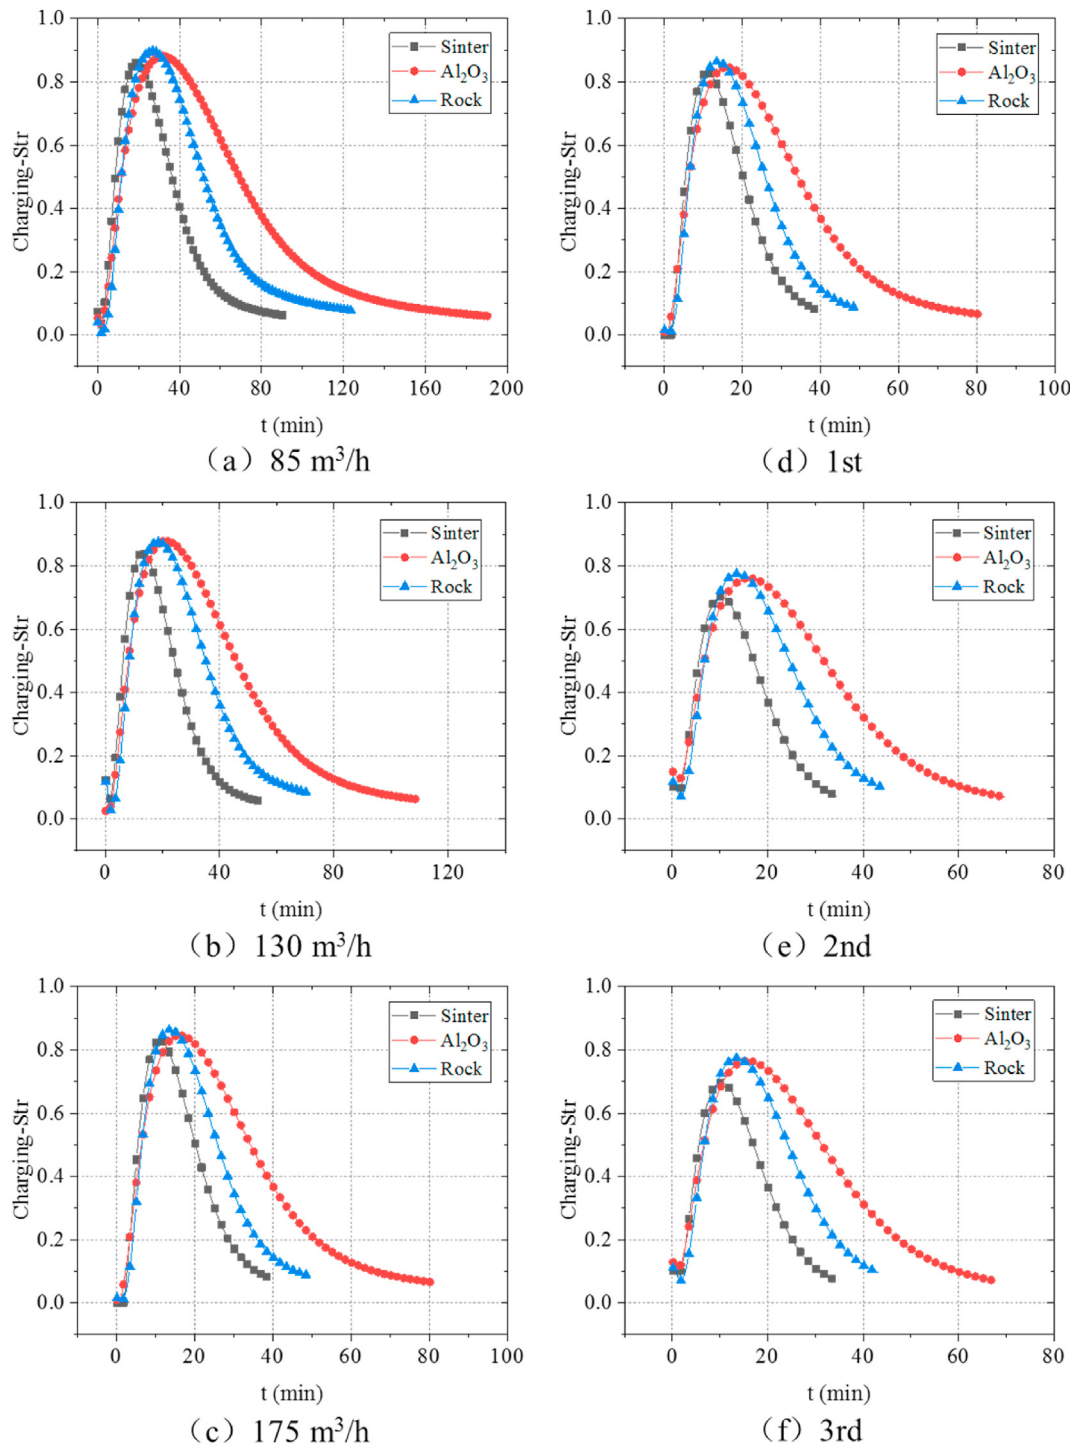 1.0
0.8
0.6
0.4
0.2
0.0
Charging-Str
Sinter
Al₂O₃
Rock
0 40 80 120 160 200
t (min)
（a）85 m³/h
1.0
0.8
0.6
0.4
0.2
0.0
Charging-Str
Sinter
Al₂O₃
Rock
0 20 40 60 80 100
t (min)
（d）1st
1.0
0.8
0.6
0.4
0.2
0.0
Charging-Str
Sinter
Al₂O₃
Rock
0 40 80 120
t (min)
（b）130 m³/h
1.0
0.8
0.6
0.4
0.2
0.0
Charging-Str
Sinter
Al₂O₃
Rock
0 20 40 60 80
t (min)
（e）2nd
1.0
0.8
0.6
0.4
0.2
0.0
Charging-Str
Sinter
Al₂O₃
Rock
0 20 40 60 80 100
t (min)
（c）175 m³/h
1.0
0.8
0.6
0.4
0.2
0.0
Charging-Str
Sinter
Al₂O₃
Rock
0 20 40 60 80
t (min)
（f）3rd